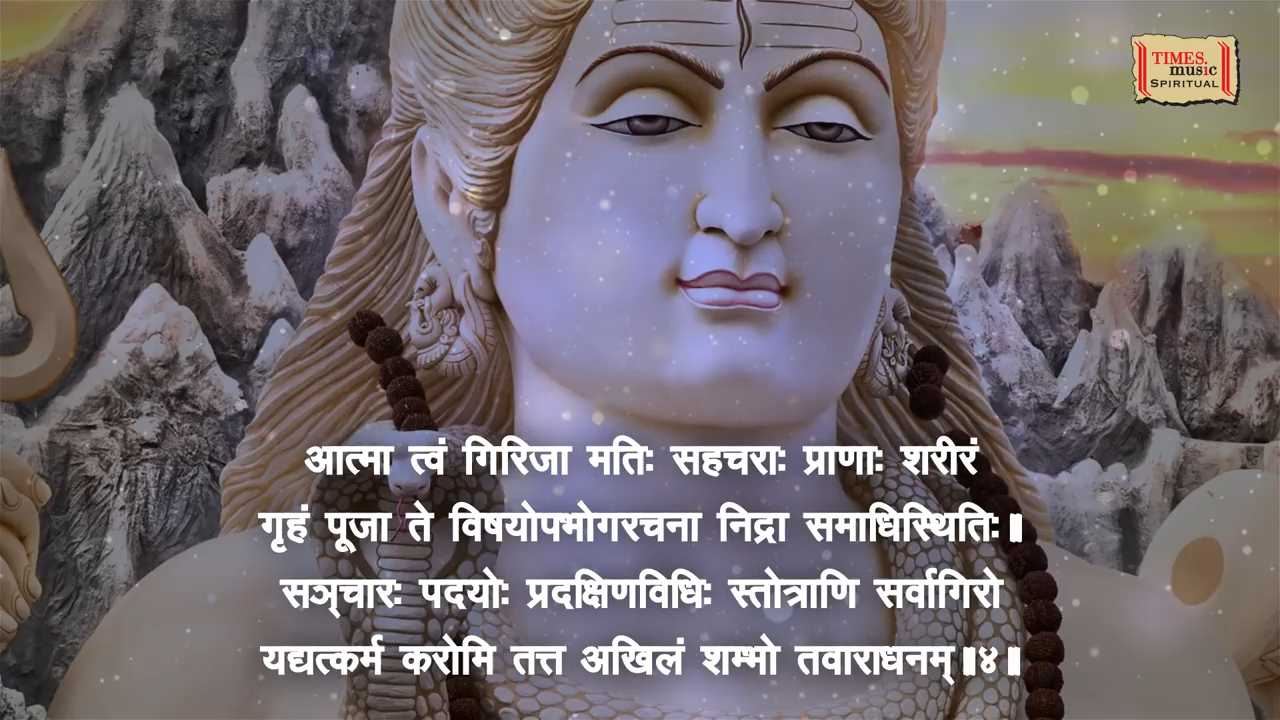 TIMES.
music
SPIRITUAL
आत्मा त्वं गिरिजा मतिः सहचराः प्राणाः शरीरं
गृहं पूजा ते विषयोपभोगरचना निद्रा समाधिस्थितिः।
सञ्चारः पदयोः प्रदक्षिणविधिः स्तोत्राणि सर्वागिरो
यद्यत्कर्म करोमि तत्त अखिलं शम्भो तवाराधनम्॥४॥